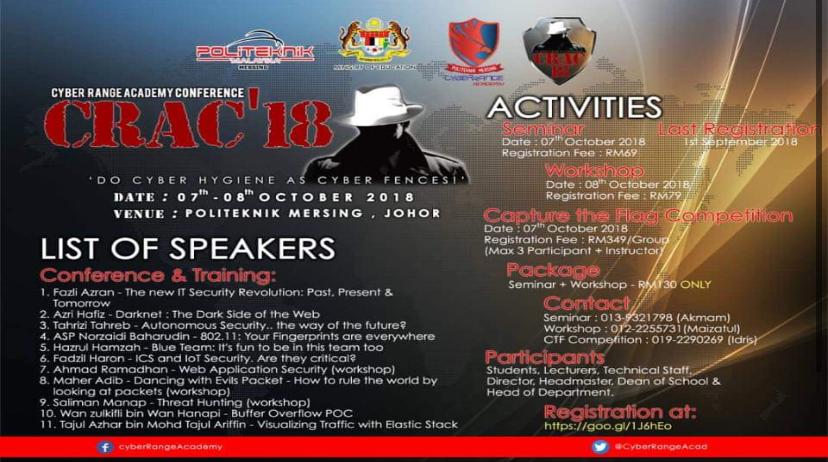 POLITEKNIK
MALAYSIA
MERSING
MINISTRY OF EDUCATION
POLITEKNIK MERSING
CYBERRANGE
ACADEMY
CRAC
18
CYBER RANGE ACADEMY CONFERENCE
CRAC'18
'DO CYBER HYGIENE AS CYBER FENCES!'
DATE : 07th - 08th OCTOBER 2018
VENUE : POLITEKNIK MERSING , JOHOR
LIST OF SPEAKERS
Conference & Training:
1. Fazli Azran - The new IT Security Revolution: Past, Present &
Tomorrow
2. Azri Hafiz - Darknet : The Dark Side of the Web
3. Tahrizi Tahreb - Autonomous Security.. the way of the future?
4. ASP Norzaidi Baharudin - 802.11: Your Fingerprints are everywhere
5. Hazrul Hamzah - Blue Team: It's fun to be in this team too
6. Fadzil Haron - ICS and IoT Security. Are they critical?
7. Ahmad Ramadhan - Web Application Security (workshop)
8. Maher Adib - Dancing with Evils Packet - How to rule the world by
looking at packets (workshop)
9. Saliman Manap - Threat Hunting (workshop)
10. Wan zulkifli bin Wan Hanapi - Buffer Overflow POC
11. Tajul Azhar bin Mohd Tajul Ariffin - Visualizing Traffic with Elastic Stack
ACTIVITIES
Seminar
Date : 07th October 2018
Registration Fee : RM69
Last Registration
1st September 2018
Workshop
Date : 08th October 2018
Registration Fee : RM79
Capture the Flag Competition
Date : 07th October 2018
Registration Fee : RM349/Group
(Max 3 Participant + Instructor)
Package
Seminar + Workshop - RM130 ONLY
Contact
Seminar : 013-9321798 (Akmam)
Workshop : 012-2255731(Maizatul)
CTF Competition : 019-2290269 (Idris)
Participants
Students, Lecturers, Technical Staff,
Director, Headmaster, Dean of School &
Head of Department.
Registration at:
https://goo.gl/1J6hEo
cyberRangeAcademy
@CyberRangeAcad